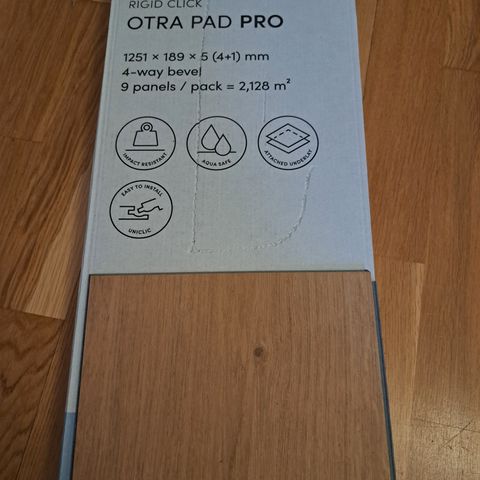 RIGID CLICK
OTRA PAD PRO
1251 × 189 × 5 (4+1) mm
4-way bevel
9 panels / pack = 2,128 m²
IMPACT RESISTANT
AQUA SAFE
ATTACHED UNDERLAY
EASY TO INSTALL
UNICLIC